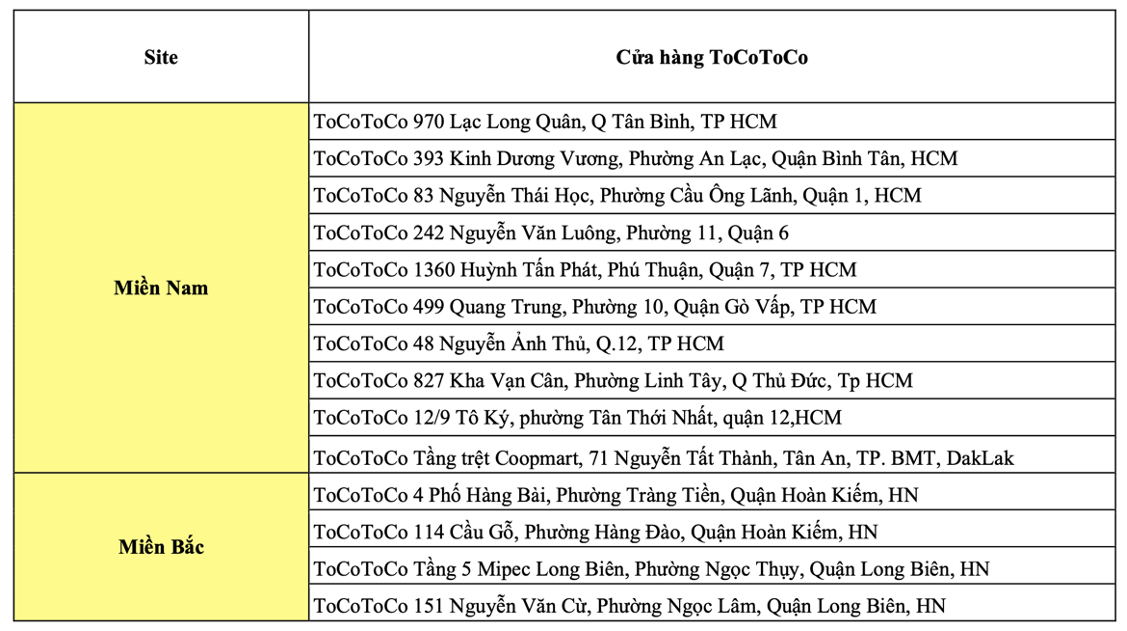 Site
Cửa hàng ToCoToCo
Miền Nam
ToCoToCo 970 Lạc Long Quân, Q Tân Bình, TP HCM
ToCoToCo 393 Kinh Dương Vương, Phường An Lạc, Quận Bình Tân, HCM
ToCoToCo 83 Nguyễn Thái Học, Phường Cầu Ông Lãnh, Quận 1, HCM
ToCoToCo 242 Nguyễn Văn Luông, Phường 11, Quận 6
ToCoToCo 1360 Huỳnh Tấn Phát, Phú Thuận, Quận 7, TP HCM
ToCoToCo 499 Quang Trung, Phường 10, Quận Gò Vấp, TP HCM
ToCoToCo 48 Nguyễn Ảnh Thủ, Q.12, TP HCM
ToCoToCo 827 Kha Vạn Cân, Phường Linh Tây, Q Thủ Đức, Tp HCM
ToCoToCo 12/9 Tô Ký, phường Tân Thới Nhất, quận 12,HCM
ToCoToCo Tầng trệt Coopmart, 71 Nguyễn Tất Thành, Tân An, TP. BMT, DakLak
Miền Bắc
ToCoToCo 4 Phố Hàng Bài, Phường Tràng Tiền, Quận Hoàn Kiếm, HN
ToCoToCo 114 Cầu Gỗ, Phường Hàng Đào, Quận Hoàn Kiếm, HN
ToCoToCo Tầng 5 Mipec Long Biên, Phường Ngọc Thụy, Quận Long Biên, HN
ToCoToCo 151 Nguyễn Văn Cừ, Phường Ngọc Lâm, Quận Long Biên, HN